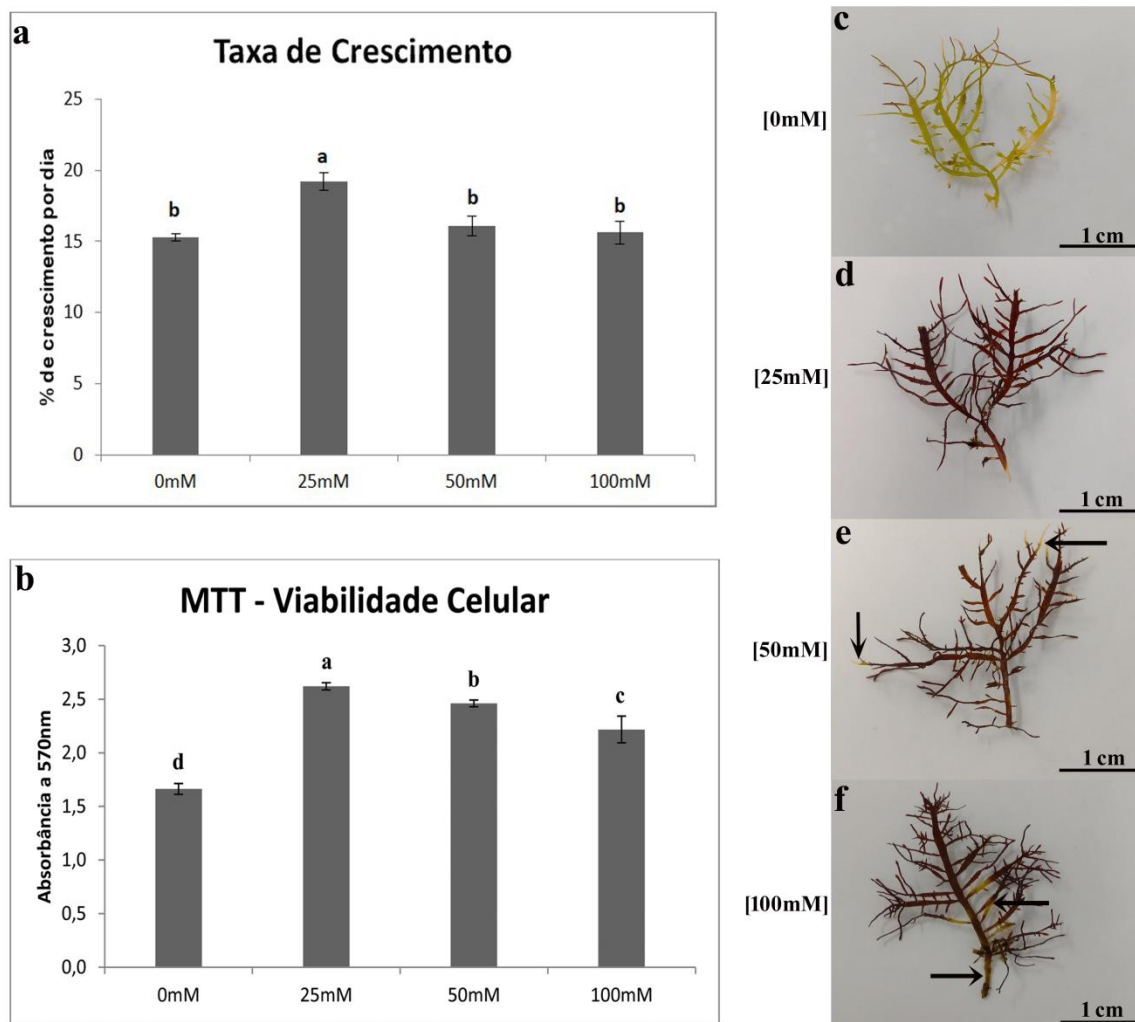 a
Taxa de Crescimento
% de crescimento por dia
25
20
15
10
5
0
b
a
b
b
0mM
25mM
50mM
100mM
b
MTT - Viabilidade Celular
Absorbância a 570nm
3,0
2,5
2,0
1,5
1,0
0,5
0,0
d
a
b
c
0mM
25mM
50mM
100mM
c
[0mM]
1 cm
d
[25mM]
1 cm
e
[50mM]
1 cm
f
[100mM]
1 cm